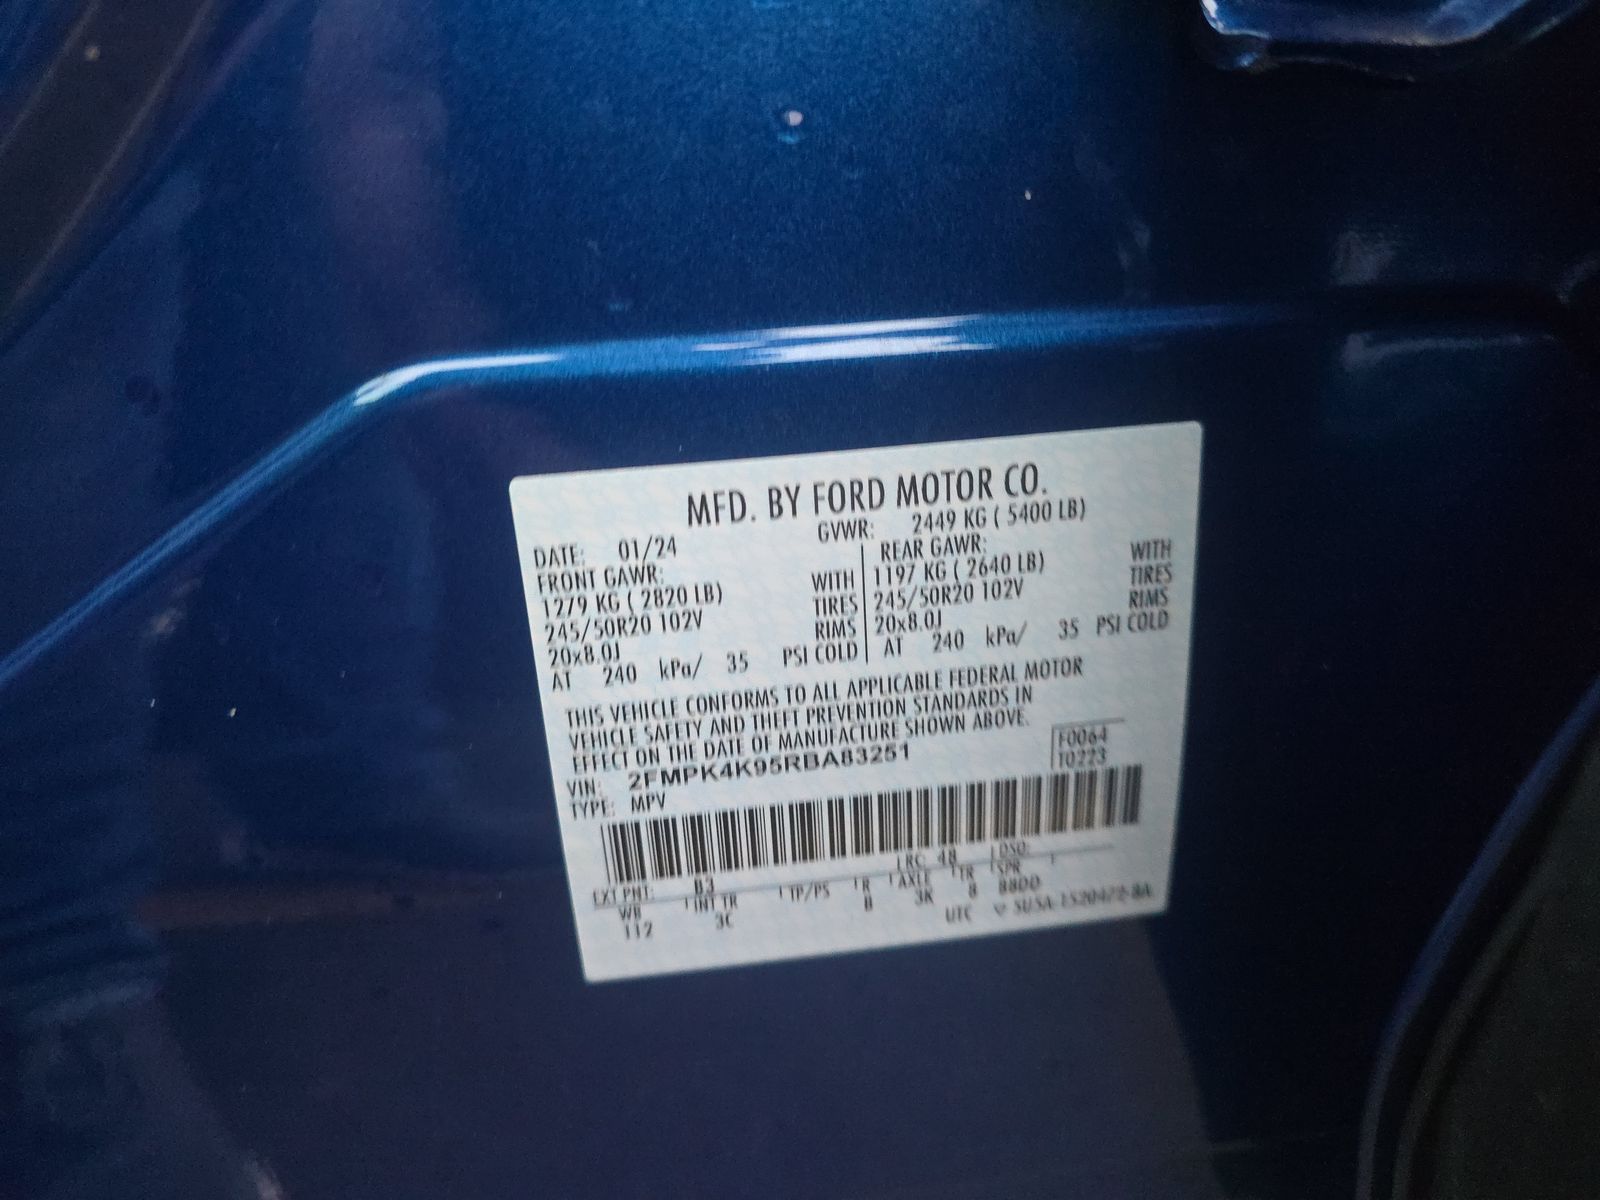 MFD. BY FORD MOTOR CO.
DATE: 01/24 GVWR: 2449 KG ( 5400 LB)
FRONT GAWR: REAR GAWR:
1279 KG ( 2820 LB) WITH 1197 KG ( 2640 LB) WITH
245/50R20 102V TIRES 245/50R20 102V TIRES
20x8.0J RIMS 20x8.0J RIMS
AT 240 kPa/ 35 PSI COLD AT 240 kPa/ 35 PSI COLD
THIS VEHICLE CONFORMS TO ALL APPLICABLE FEDERAL MOTOR
VEHICLE SAFETY AND THEFT PREVENTION STANDARDS IN
EFFECT ON THE DATE OF MANUFACTURE SHOWN ABOVE.
VIN: 2FMPK4K95RBA83251 F0064
TYPE: MPV T0223
EXT PNT: B3 RC: 48 DSO:
WB INT TR TP/PS R AXLE TR SPR
112 3C B 3K 8 8800
UTC